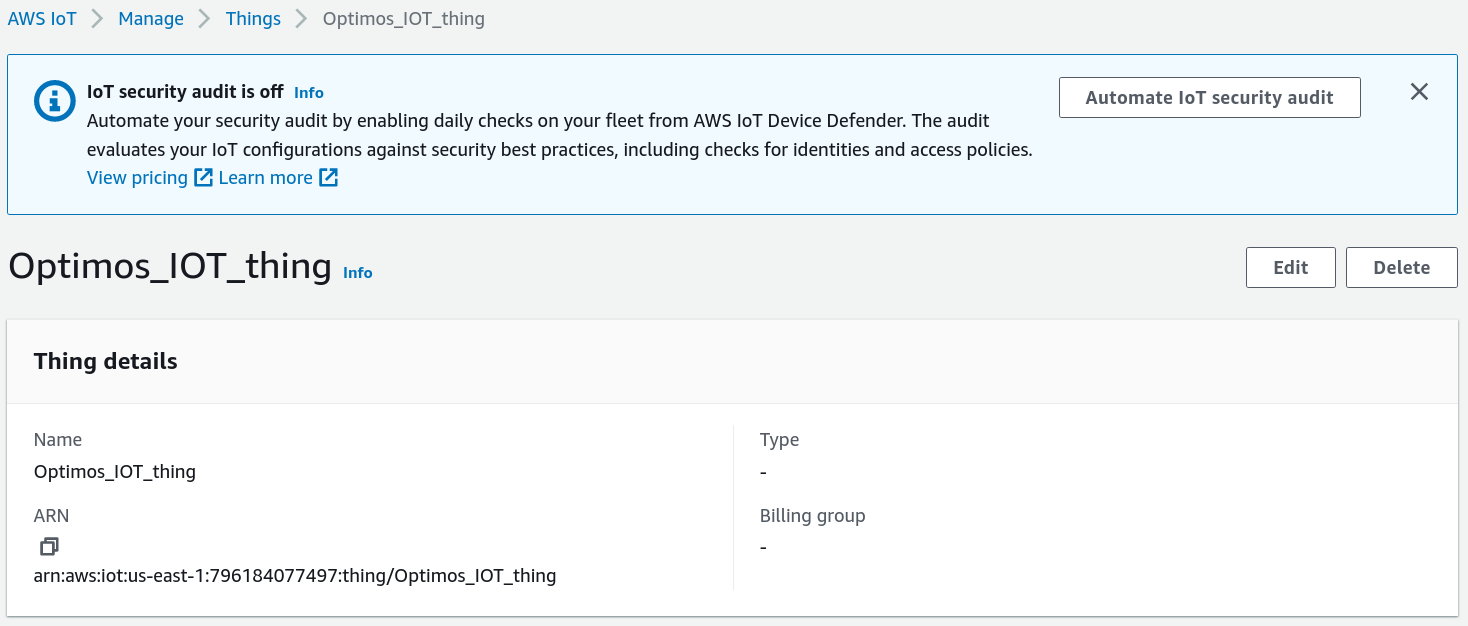 AWS IoT > Manage > Things > Optimos_IOT_thing
IoT security audit is off Info
Automate IoT security audit
Automate your security audit by enabling daily checks on your fleet from AWS IoT Device Defender. The audit
evaluates your IoT configurations against security best practices, including checks for identities and access policies.
View pricing Learn more
Optimos_IOT_thing Info
Edit Delete
Thing details
Name
Optimos_IOT_thing
ARN
arn:aws:iot:us-east-1:796184077497:thing/Optimos_IOT_thing
Type
-
Billing group
-